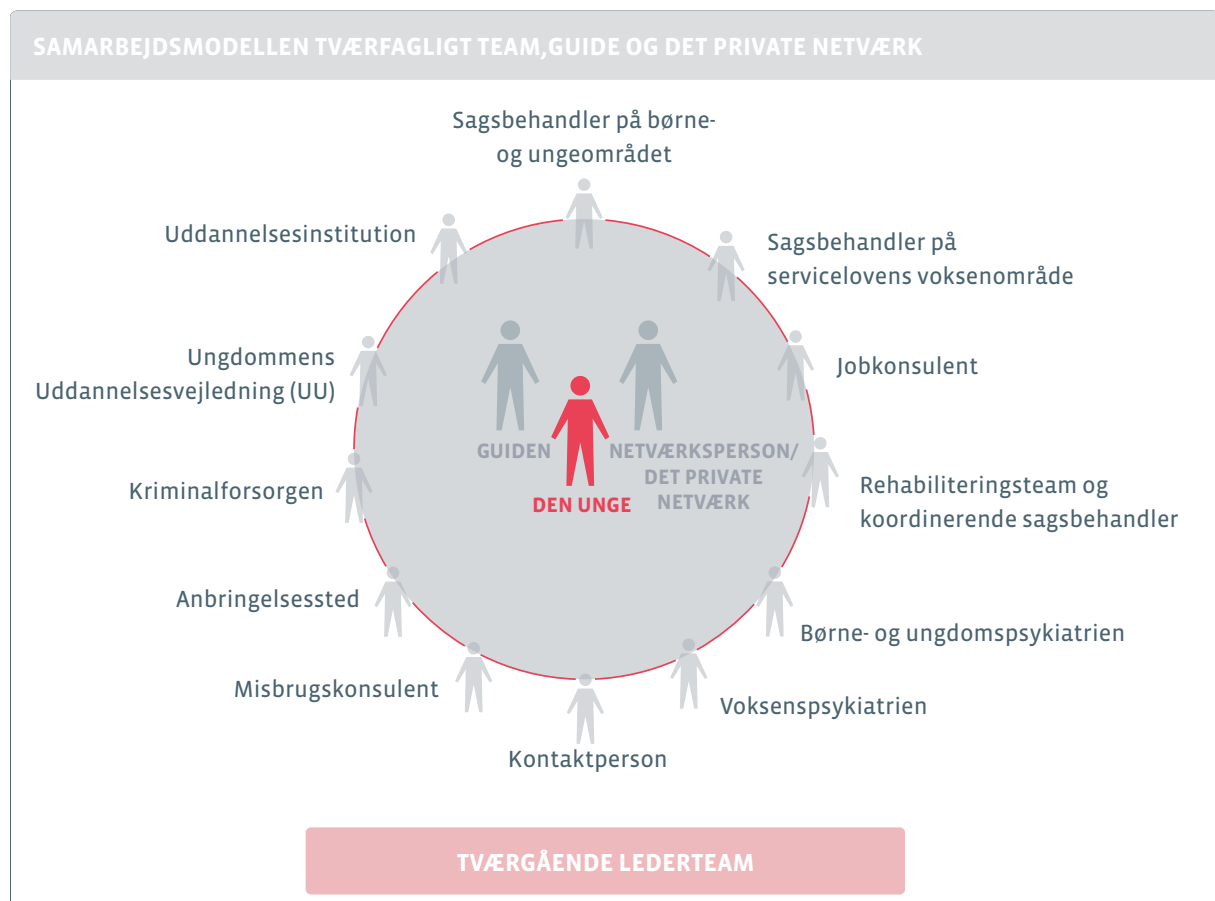 SAMARBEJDSMODELLEN TVÆRFAGLIGT TEAM,GUIDE OG DET PRIVATE NETVÆRK
Sagsbehandler på børne-
og ungeområdet
Uddannelsesinstitution
Sagsbehandler på
servicelovens voksenområde
Ungdommens
Uddannelsesvejledning (UU)
Jobkonsulent
GUIDEN
NETVÆRKSPERSON/
DET PRIVATE
NETVÆRK
DEN UNGE
Kriminalforsorgen
Rehabiliteringsteam og
koordinerende sagsbehandler
Anbringelsessted
Børne- og ungdomspsykiatrien
Misbrugskonsulent
Voksenspsykiatrien
Kontaktperson
TVÆRGÅENDE LEDERTEAM